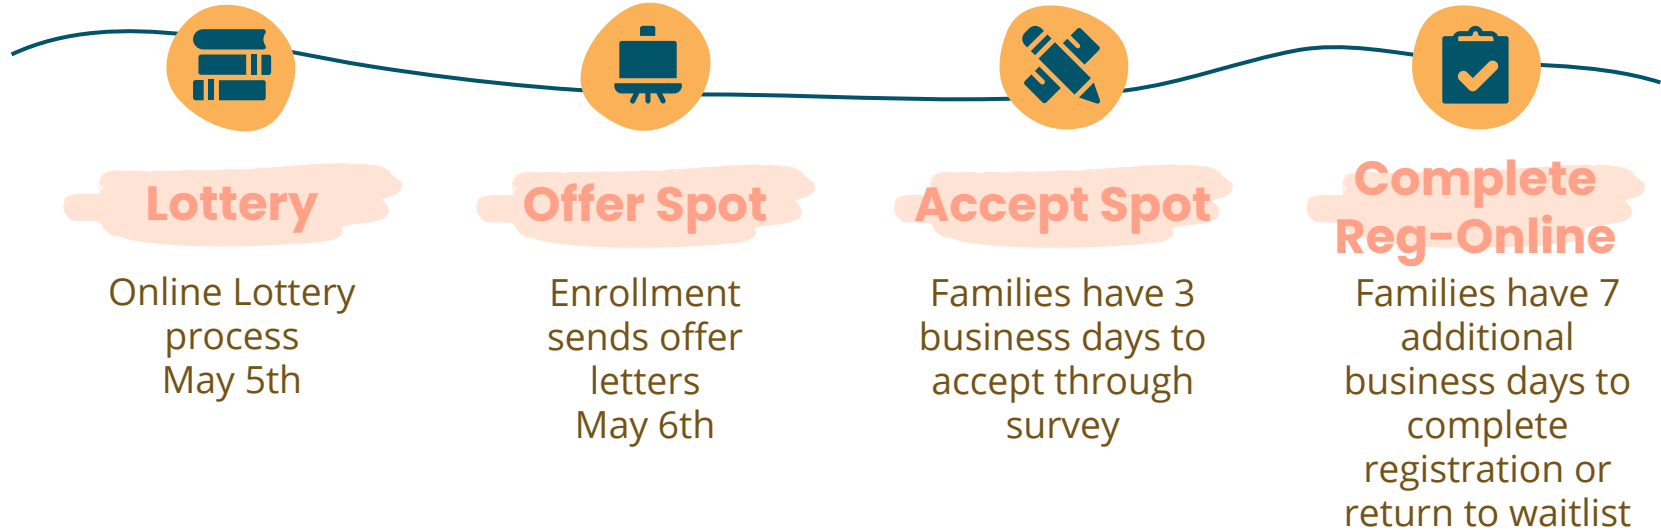 Lottery
Online Lottery
process
May 5th
Offer Spot
Enrollment
sends offer
letters
May 6th
Accept Spot
Families have 3
business days to
accept through
survey
Complete
Reg-Online
Families have 7
additional
business days to
complete
registration or
return to waitlist